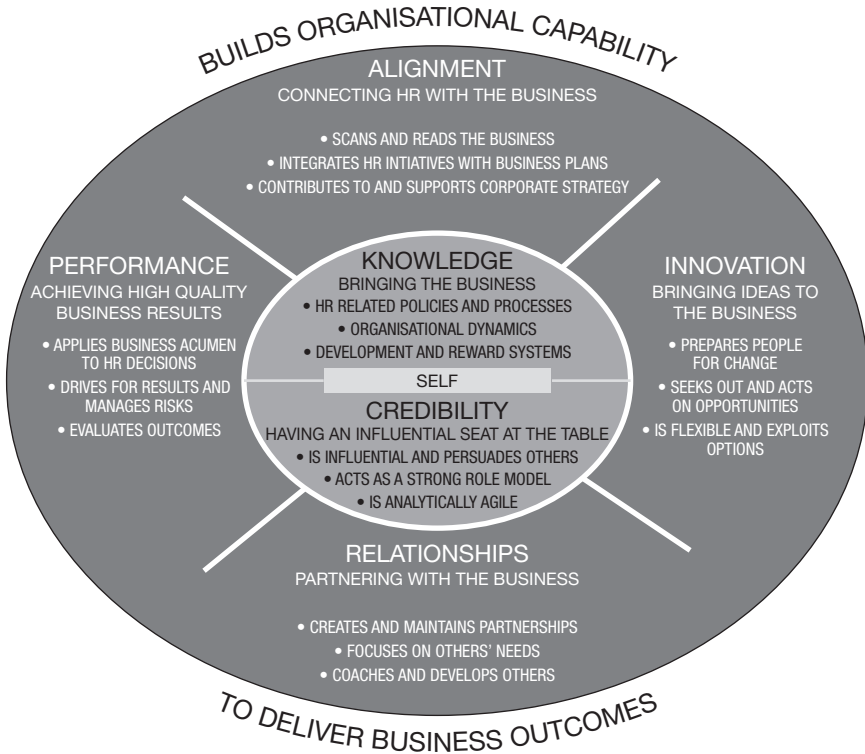 BUILDS ORGANISATIONAL CAPABILITY
ALIGNMENT
CONNECTING HR WITH THE BUSINESS
• SCANS AND READS THE BUSINESS
• INTEGRATES HR INTIATIVES WITH BUSINESS PLANS
• CONTRIBUTES TO AND SUPPORTS CORPORATE STRATEGY
PERFORMANCE
ACHIEVING HIGH QUALITY
BUSINESS RESULTS
• APPLIES BUSINESS ACUMEN
TO HR DECISIONS
• DRIVES FOR RESULTS AND
MANAGES RISKS
• EVALUATES OUTCOMES
KNOWLEDGE
BRINGING THE BUSINESS
• HR RELATED POLICIES AND PROCESSES
• ORGANISATIONAL DYNAMICS
• DEVELOPMENT AND REWARD SYSTEMS
SELF
CREDIBILITY
HAVING AN INFLUENTIAL SEAT AT THE TABLE
• IS INFLUENTIAL AND PERSUADES OTHERS
• ACTS AS A STRONG ROLE MODEL
• IS ANALYTICALLY AGILE
INNOVATION
BRINGING IDEAS TO
THE BUSINESS
• PREPARES PEOPLE
FOR CHANGE
• SEEKS OUT AND ACTS
ON OPPORTUNITIES
• IS FLEXIBLE AND EXPLOITS
OPTIONS
RELATIONSHIPS
PARTNERING WITH THE BUSINESS
• CREATES AND MAINTAINS PARTNERSHIPS
• FOCUSES ON OTHERS' NEEDS
• COACHES AND DEVELOPS OTHERS
TO DELIVER BUSINESS OUTCOMES